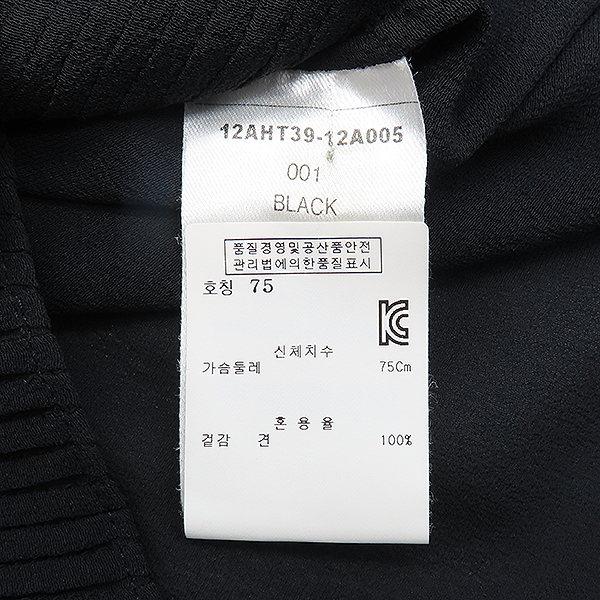 12AHT39-12A005
001
BLACK
품질경영및공산품안전
관리법에의한품질표시
호칭 75
신체치수
가슴둘레 75Cm
혼용율
겉감 견 100%